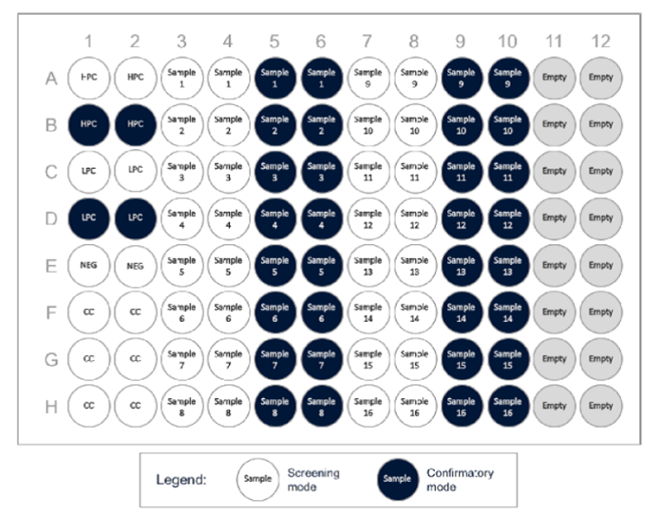 1 2 3 4 5 6 7 8 9 10 11 12
A HPC HPC Sample 1 Sample 1 Sample 1 Sample 1 Sample 9 Sample 9 Sample 9 Sample 9 Empty Empty
B HPC HPC Sample 2 Sample 2 Sample 2 Sample 2 Sample 10 Sample 10 Sample 10 Sample 10 Empty Empty
C LPC LPC Sample 3 Sample 3 Sample 3 Sample 3 Sample 11 Sample 11 Sample 11 Sample 11 Empty Empty
D LPC LPC Sample 4 Sample 4 Sample 4 Sample 4 Sample 12 Sample 12 Sample 12 Sample 12 Empty Empty
E NEG NEG Sample 5 Sample 5 Sample 5 Sample 5 Sample 13 Sample 13 Sample 13 Sample 13 Empty Empty
F CC CC Sample 6 Sample 6 Sample 6 Sample 6 Sample 14 Sample 14 Sample 14 Sample 14 Empty Empty
G CC CC Sample 7 Sample 7 Sample 7 Sample 7 Sample 15 Sample 15 Sample 15 Sample 15 Empty Empty
H CC CC Sample 8 Sample 8 Sample 8 Sample 8 Sample 16 Sample 16 Sample 16 Sample 16 Empty Empty
Legend: Sample Screening mode Sample Confirmatory mode